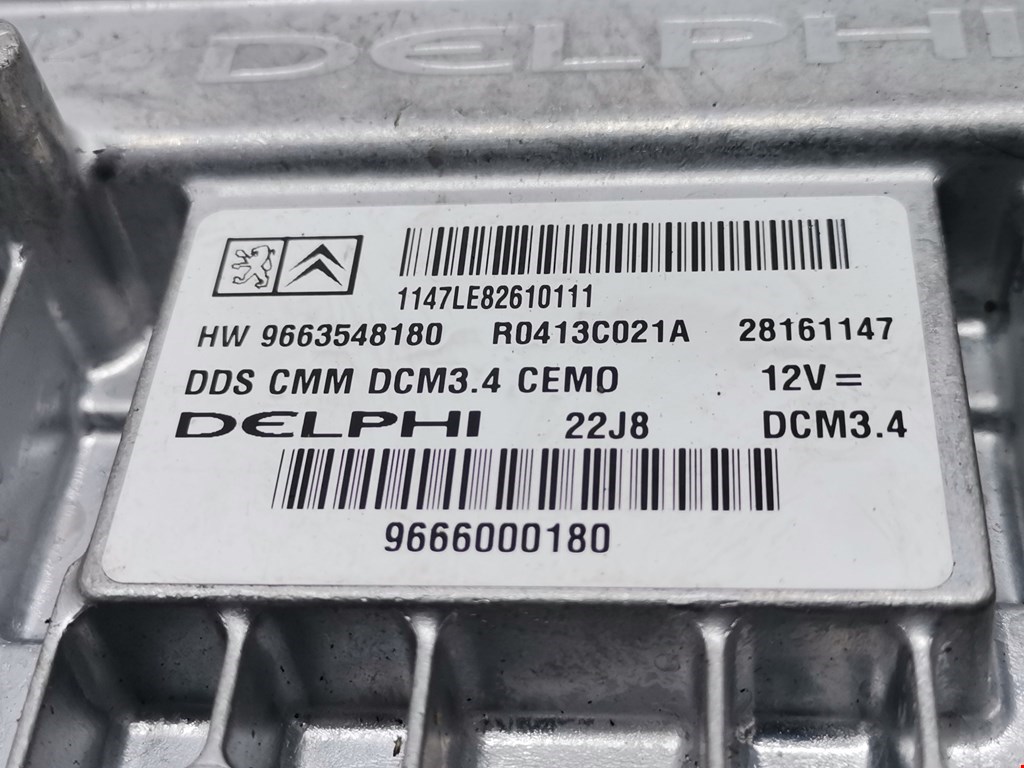 DELPHI
1147LE82610111
HW 9663548180 R0413C021A 28161147
DDS CMM DCM3.4 CEMO 12V =
DELPHI 22J8 DCM3.4
9666000180